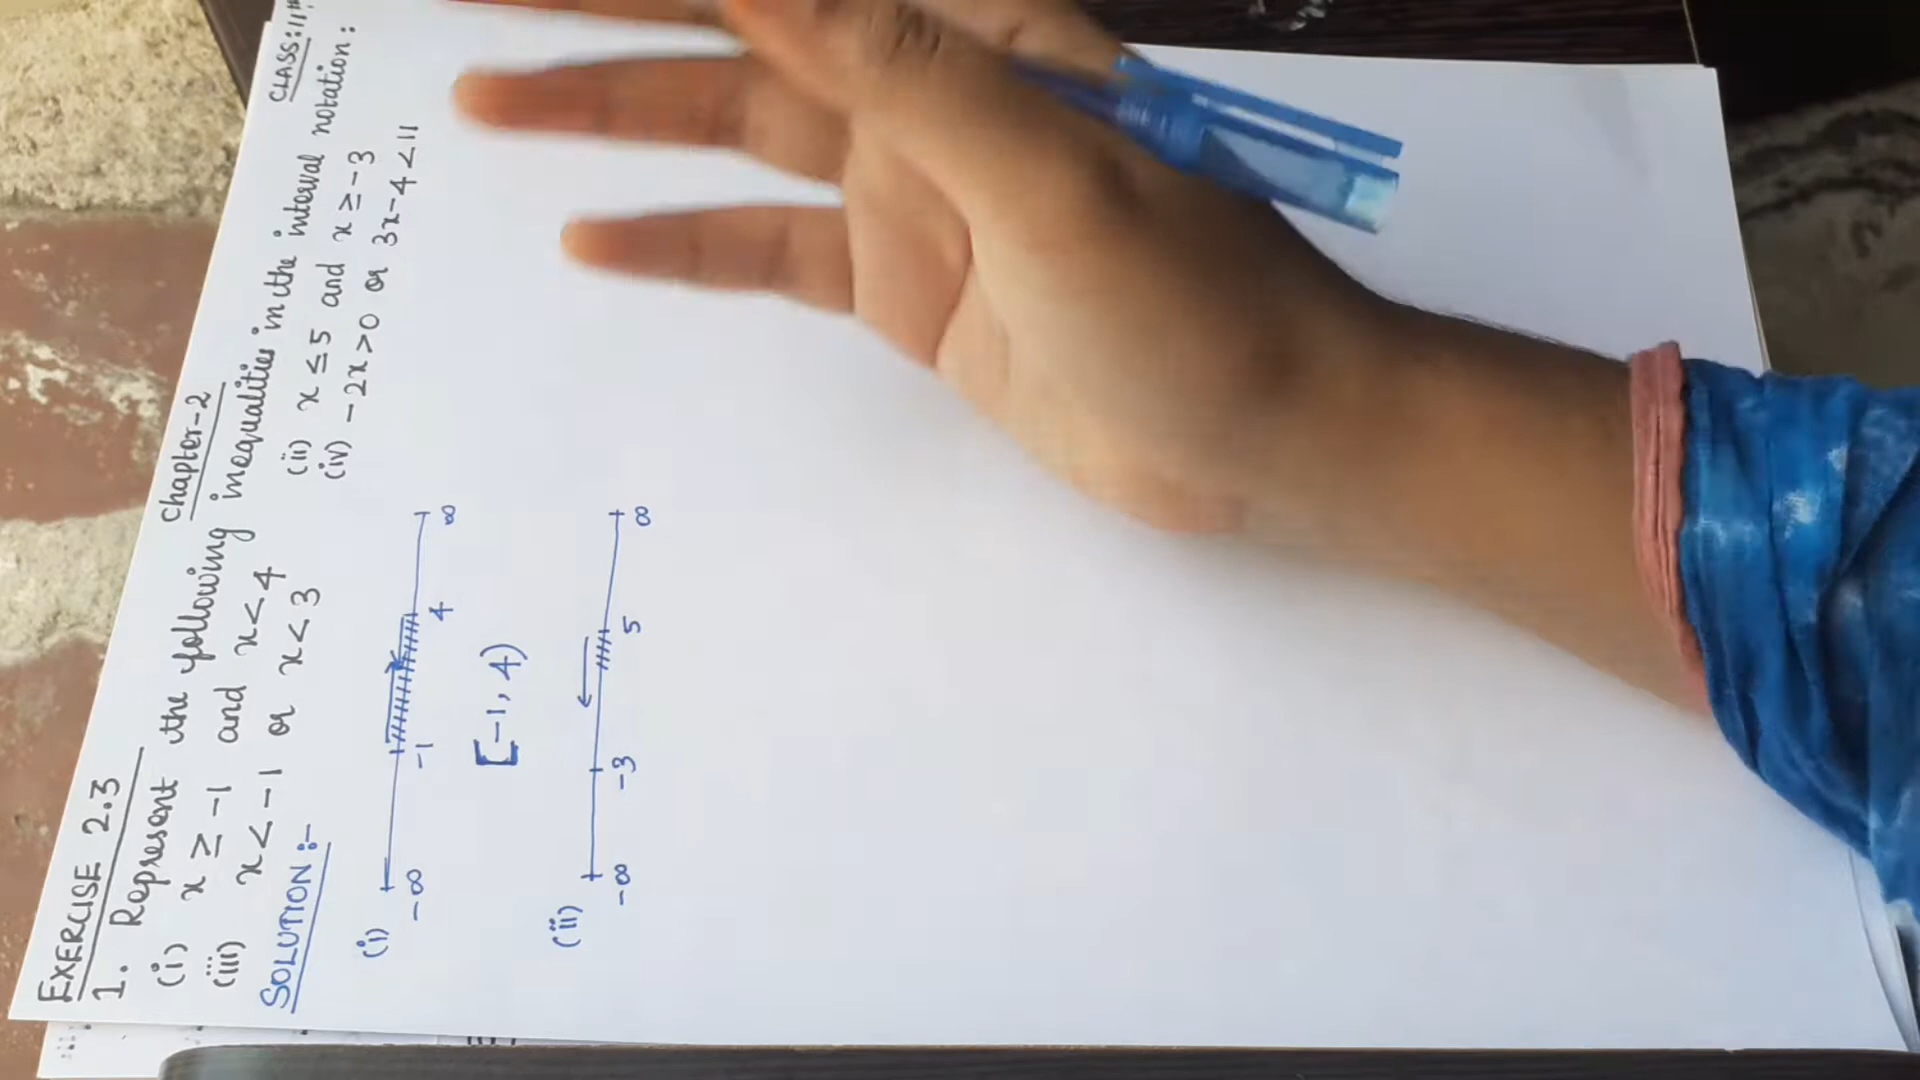 CLASS: 11th
Chapter-2
EXERCISE 2.3
1. Represent the following inequalities in the interval notation:
(i) x ≥ -1 and x < 4 (ii) x ≤ 5 and x ≥ -3
(iii) x < -1 or x < 3 (iv) -2x > 0 or 3x - 4 < 11
SOLUTION:-
(i)
-∞ -1 4 ∞
[-1, 4)
(ii)
-∞ -3 5 ∞